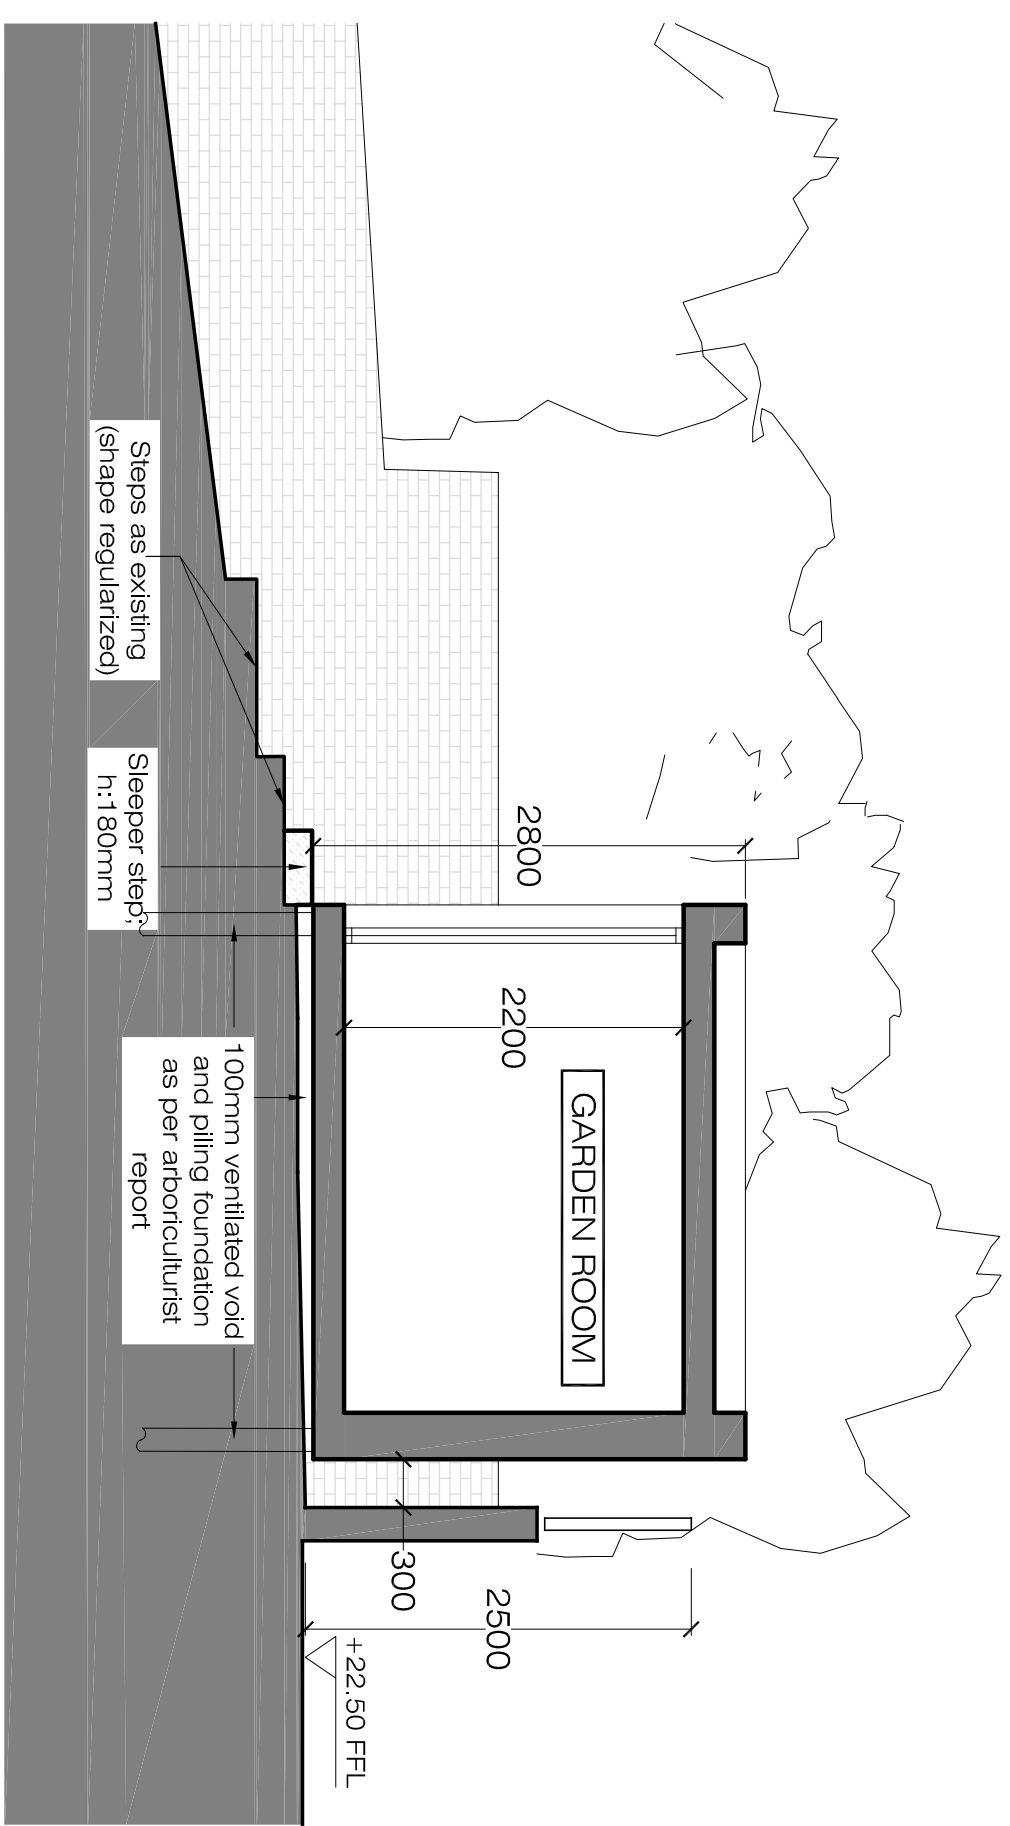 2800
2200
GARDEN ROOM
2500
300
+22.50 FFL
Steps as existing
(shape regularized)
Sleeper step;
h:180mm
100mm ventilated void
and piling foundation
as per arboriculturist
report